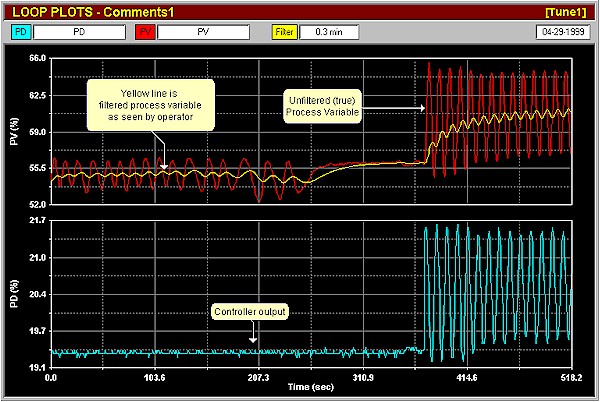 LOOP PLOTS - Comments1 [Tune1]
PD PD PV PV Filter 0.3 min 04-29-1999
66.0
62.5
69.0
55.5
52.0
PV (%)
Yellow line is
filtered process variable
as seen by operator
Unfiltered (true)
Process Variable
21.7
21.0
20.4
19.7
19.1
PD (%)
Controller output
0.0 103.6 207.3 310.9 414.6 518.2
Time (sec)